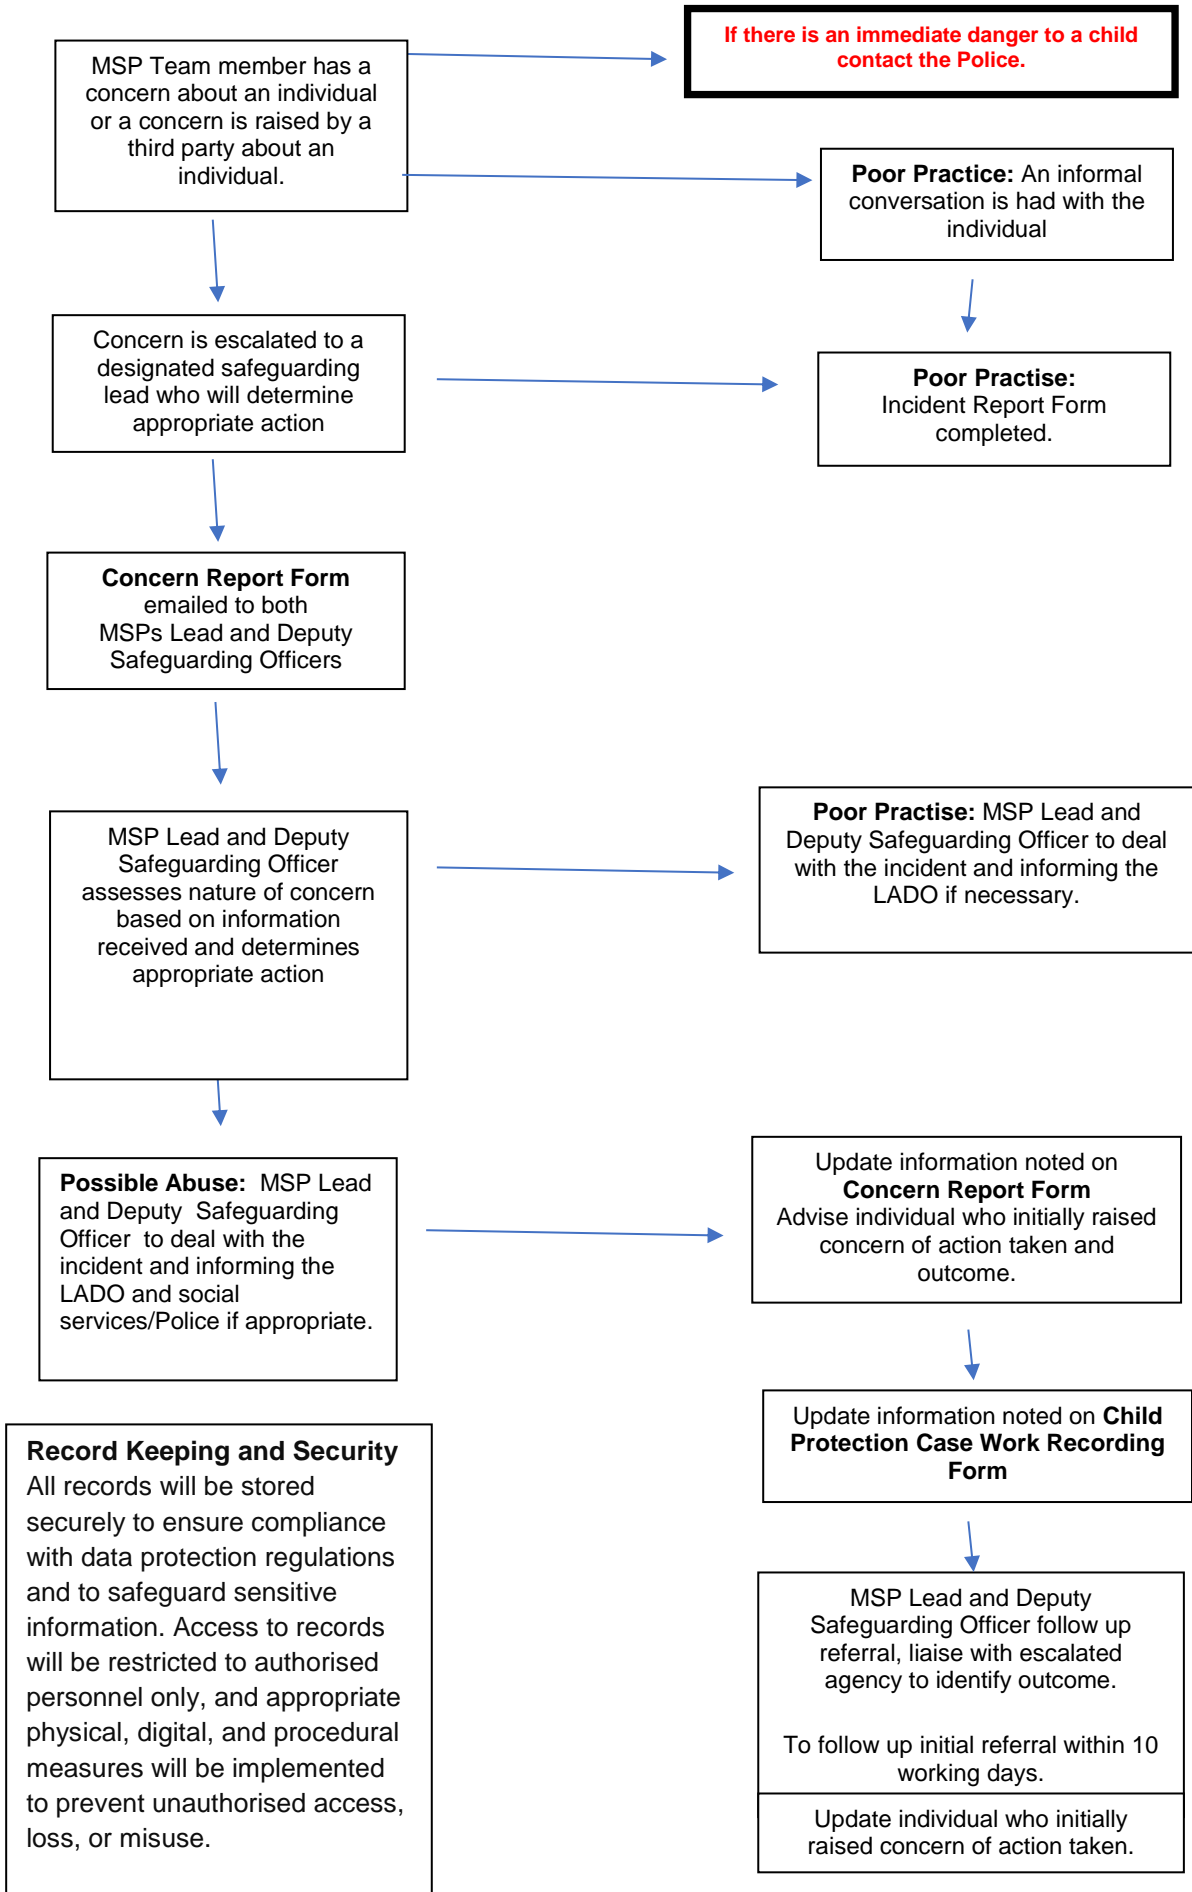 If there is an immediate danger to a child
contact the Police.
MSP Team member has a
concern about an individual
or a concern is raised by a
third party about an
individual.
Poor Practice: An informal
conversation is had with the
individual
Concern is escalated to a
designated safeguarding
lead who will determine
appropriate action
Poor Practise:
Incident Report Form
completed.
Concern Report Form
emailed to both
MSPs Lead and Deputy
Safeguarding Officers
MSP Lead and Deputy
Safeguarding Officer
assesses nature of concern
based on information
received and determines
appropriate action
Poor Practise: MSP Lead and
Deputy Safeguarding Officer to deal
with the incident and informing the
LADO if necessary.
Possible Abuse: MSP Lead
and Deputy Safeguarding
Officer to deal with the
incident and informing the
LADO and social
services/Police if appropriate.
Update information noted on
Concern Report Form
Advise individual who initially raised
concern of action taken and
outcome.
Update information noted on Child
Protection Case Work Recording
Form
Record Keeping and Security
All records will be stored
securely to ensure compliance
with data protection regulations
and to safeguard sensitive
information. Access to records
will be restricted to authorised
personnel only, and appropriate
physical, digital, and procedural
measures will be implemented
to prevent unauthorised access,
loss, or misuse.
MSP Lead and Deputy
Safeguarding Officer follow up
referral, liaise with escalated
agency to identify outcome.
To follow up initial referral within 10
working days.
Update individual who initially
raised concern of action taken.